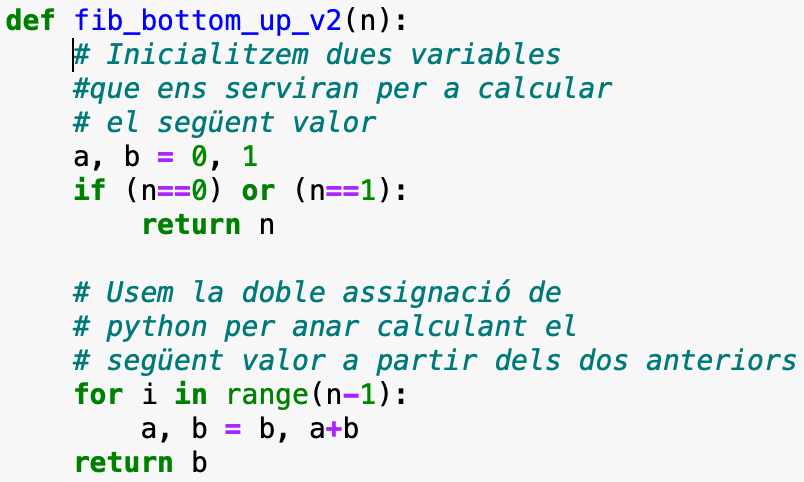 def fib_bottom_up_v2(n):
    # Inicialitzem dues variables
    #que ens serviran per a calcular
    # el següent valor
    a, b = 0, 1
    if (n==0) or (n==1):
        return n

    # Usem la doble assignació de
    # python per anar calculant el
    # següent valor a partir dels dos anteriors
    for i in range(n-1):
        a, b = b, a+b
    return b